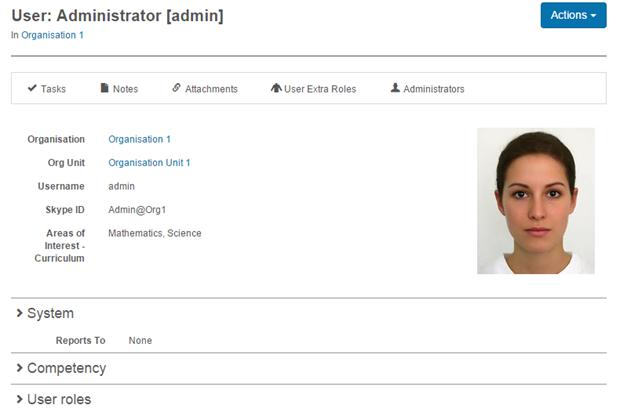 User: Administrator [admin]
Actions
In Organisation 1
Tasks Notes Attachments User Extra Roles Administrators
Organisation Organisation 1
Org Unit Organisation Unit 1
Username admin
Skype ID Admin@Org1
Areas of Interest - Curriculum Mathematics, Science
System
Reports To None
Competency
User roles